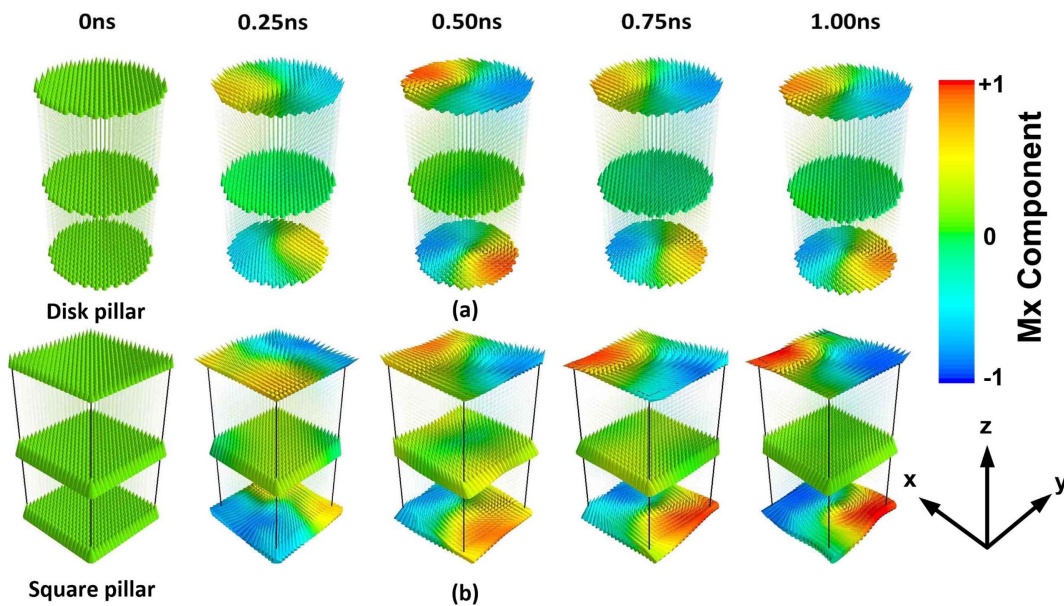 0ns 0.25ns 0.50ns 0.75ns 1.00ns
+1
0
-1
Mx Component
Disk pillar
(a)
z
x
y
Square pillar
(b)